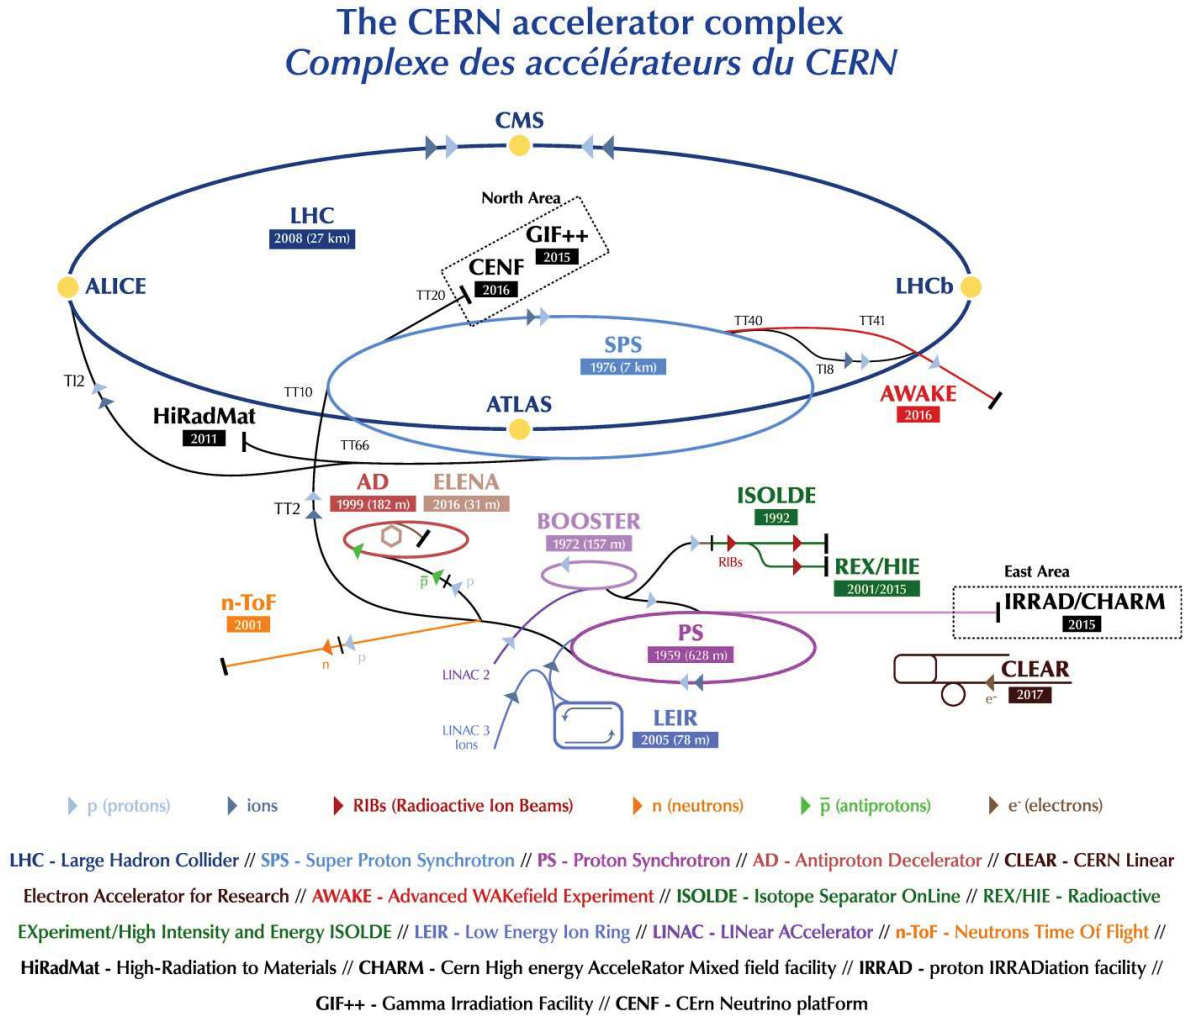 The CERN accelerator complex
Complexe des accélérateurs du CERN
CMS
North Area
LHC
2008 (27 km)
GIF++
2015
CENF
2016
ALICE
LHCb
TT20
TT40
TT41
SPS
1976 (7 km)
TI2
TI8
TT10
AWAKE
2016
ATLAS
HiRadMat
2011
TT66
AD
1999 (182 m)
ELENA
2016 (31 m)
TT2
ISOLDE
1992
BOOSTER
1972 (157 m)
RIBs
REX/HIE
2001/2015
p̅
p
East Area
n-ToF
2001
IRRAD/CHARM
2015
PS
1959 (628 m)
n
p
LINAC 2
CLEAR
2017
e-
LEIR
2005 (78 m)
LINAC 3
Ions
p (protons)
ions
RIBs (Radioactive Ion Beams)
n (neutrons)
p̅ (antiprotons)
e- (electrons)
LHC - Large Hadron Collider // SPS - Super Proton Synchrotron // PS - Proton Synchrotron // AD - Antiproton Decelerator // CLEAR - CERN Linear
Electron Accelerator for Research // AWAKE - Advanced WAKefield Experiment // ISOLDE - Isotope Separator OnLine // REX/HIE - Radioactive
EXperiment/High Intensity and Energy ISOLDE // LEIR - Low Energy Ion Ring // LINAC - LINear ACcelerator // n-ToF - Neutrons Time Of Flight //
HiRadMat - High-Radiation to Materials // CHARM - Cern High energy AcceleRator Mixed field facility // IRRAD - proton IRRADiation facility //
GIF++ - Gamma Irradiation Facility // CENF - CErn Neutrino platForm